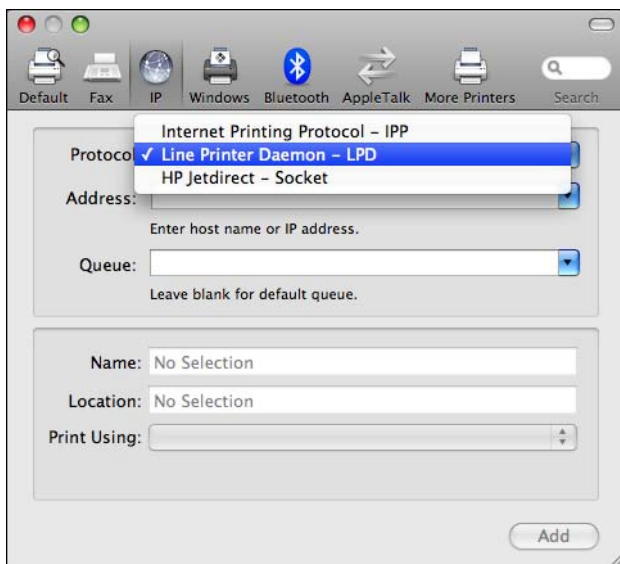 Default Fax IP Windows Bluetooth AppleTalk More Printers Search
Internet Printing Protocol – IPP
Protocol ✓ Line Printer Daemon – LPD
HP Jetdirect – Socket
Address:
Enter host name or IP address.
Queue:
Leave blank for default queue.
Name: No Selection
Location: No Selection
Print Using:
Add